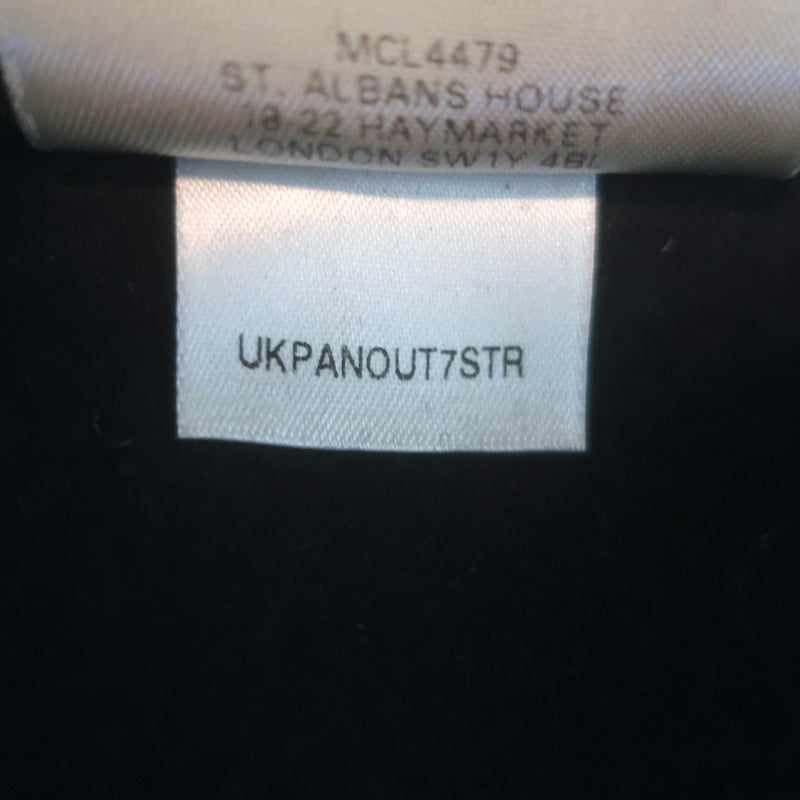 MCL4479
ST. ALBANS HOUSE
18-22 HAYMARKET
LONDON SW1Y 4BL
UKPANOUT7STR